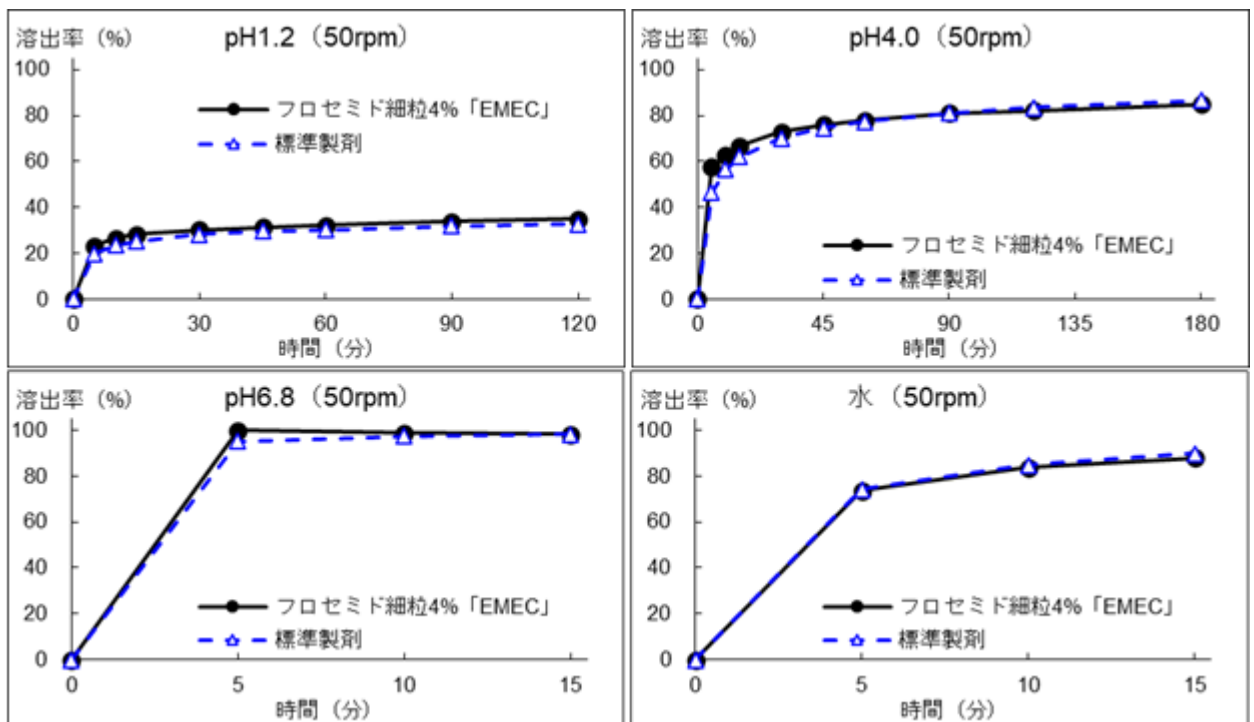 溶出率（%）
pH1.2（50rpm）
100
80
60
40
20
0
フロセミド細粒4%「EMEC」
標準製剤
0 30 60 90 120
時間（分）
溶出率（%）
pH4.0（50rpm）
100
80
60
40
20
0
フロセミド細粒4%「EMEC」
標準製剤
0 45 90 135 180
時間（分）
溶出率（%）
pH6.8（50rpm）
100
80
60
40
20
0
フロセミド細粒4%「EMEC」
標準製剤
0 5 10 15
時間（分）
溶出率（%）
水（50rpm）
100
80
60
40
20
0
フロセミド細粒4%「EMEC」
標準製剤
0 5 10 15
時間（分）